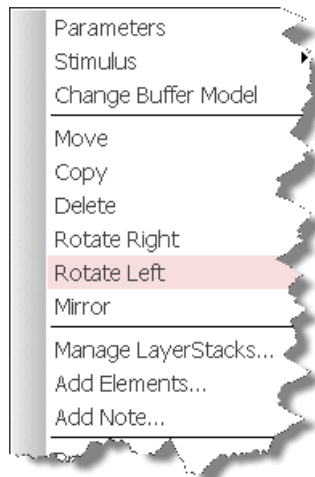 Parameters
Stimulus
Change Buffer Model
Move
Copy
Delete
Rotate Right
Rotate Left
Mirror
Manage LayerStacks...
Add Elements...
Add Note...